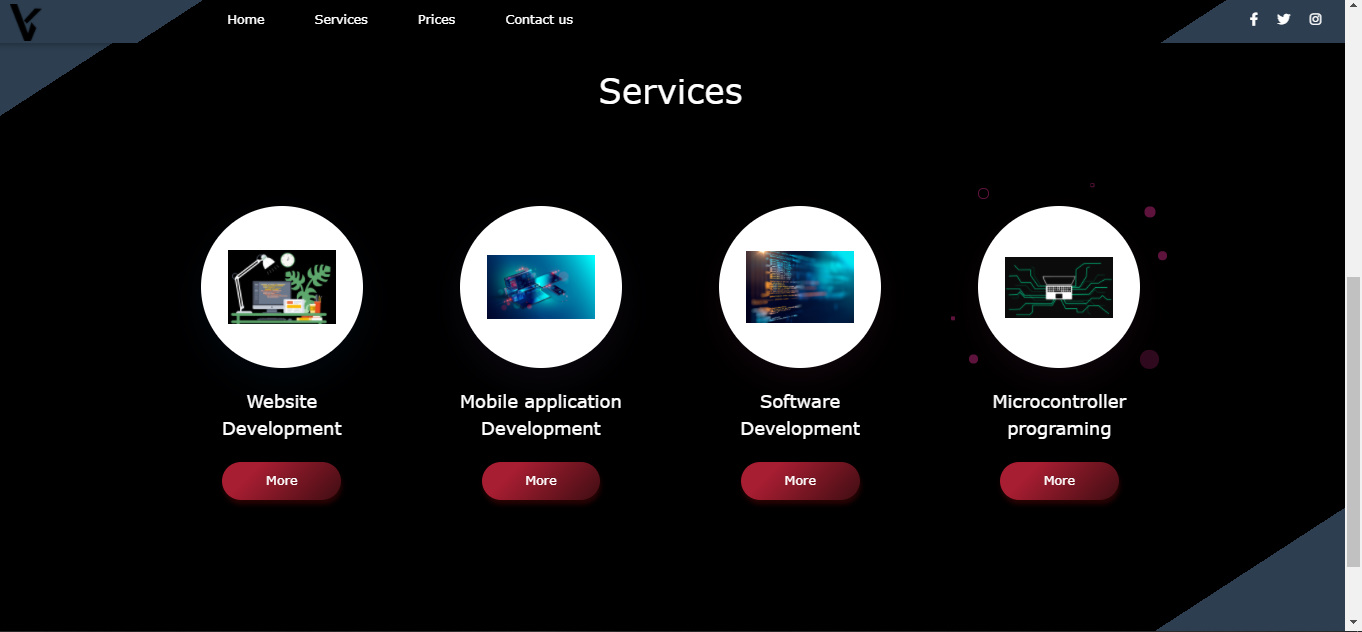 Home Services Prices Contact us
Services
Website
Development
Mobile application
Development
Software
Development
Microcontroller
programing
More More More More